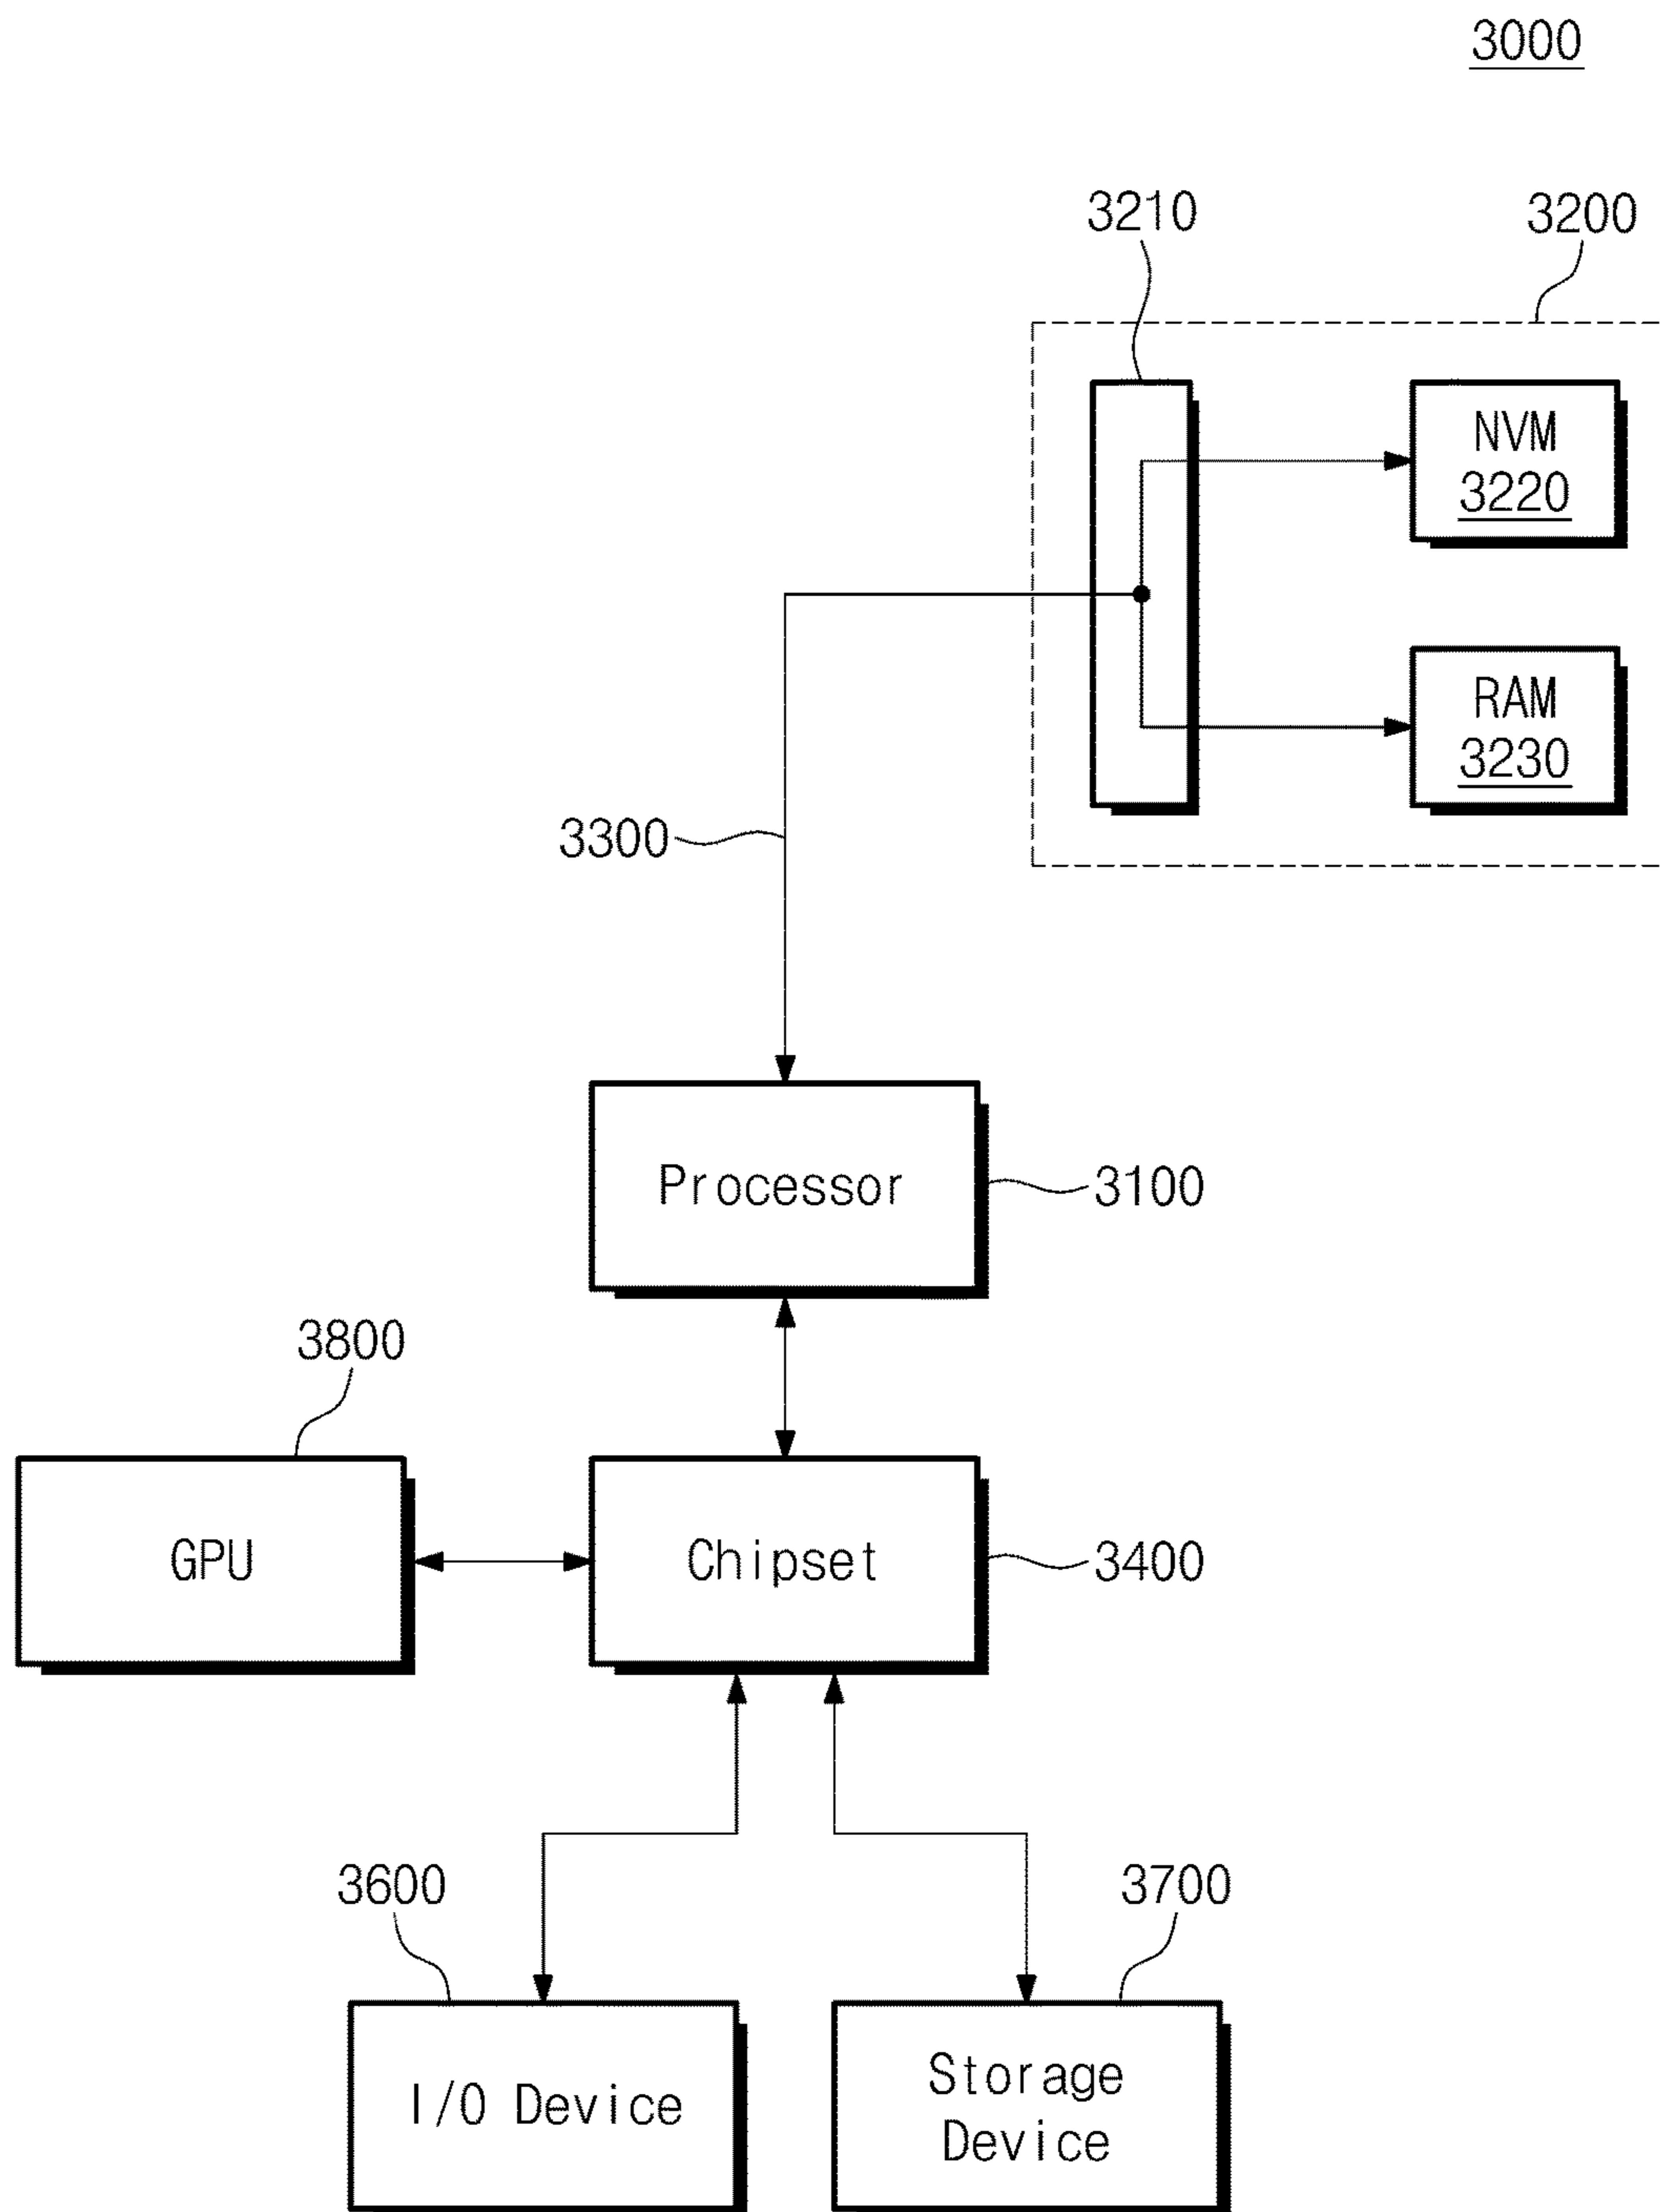 3000
3210
3200
NVM
3220
RAM
3230
3300
Processor
3100
3800
GPU
Chipset
3400
3600
3700
I/O Device
Storage
Device